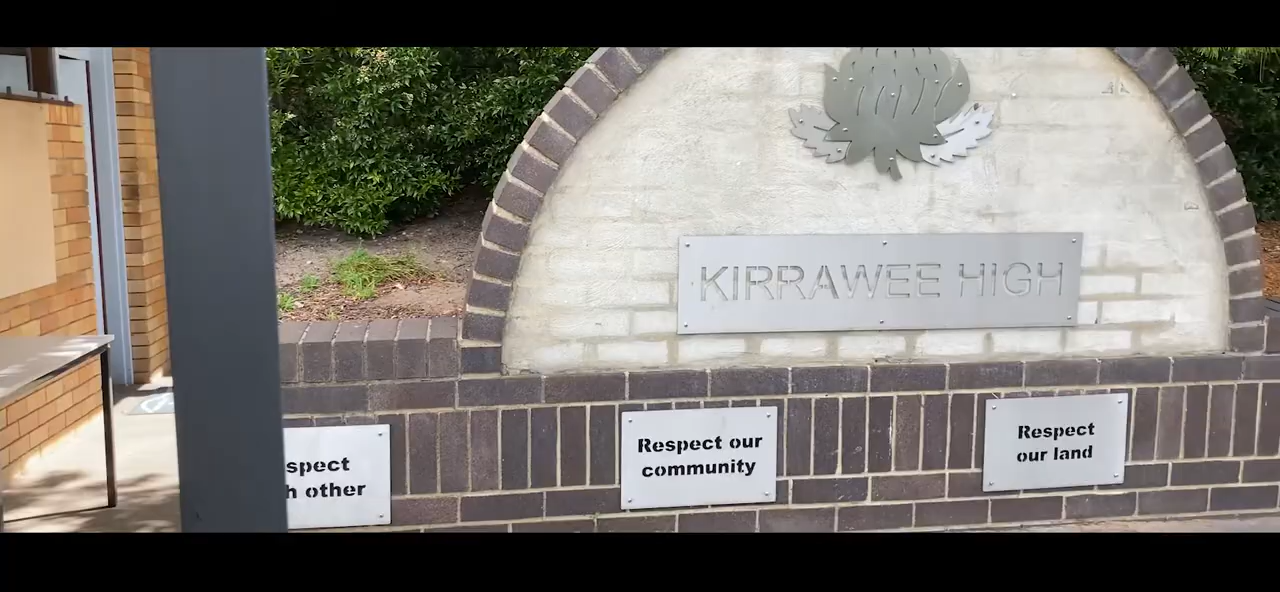 KIRRAWEE HIGH
spect
h other
Respect our
community
Respect
our land